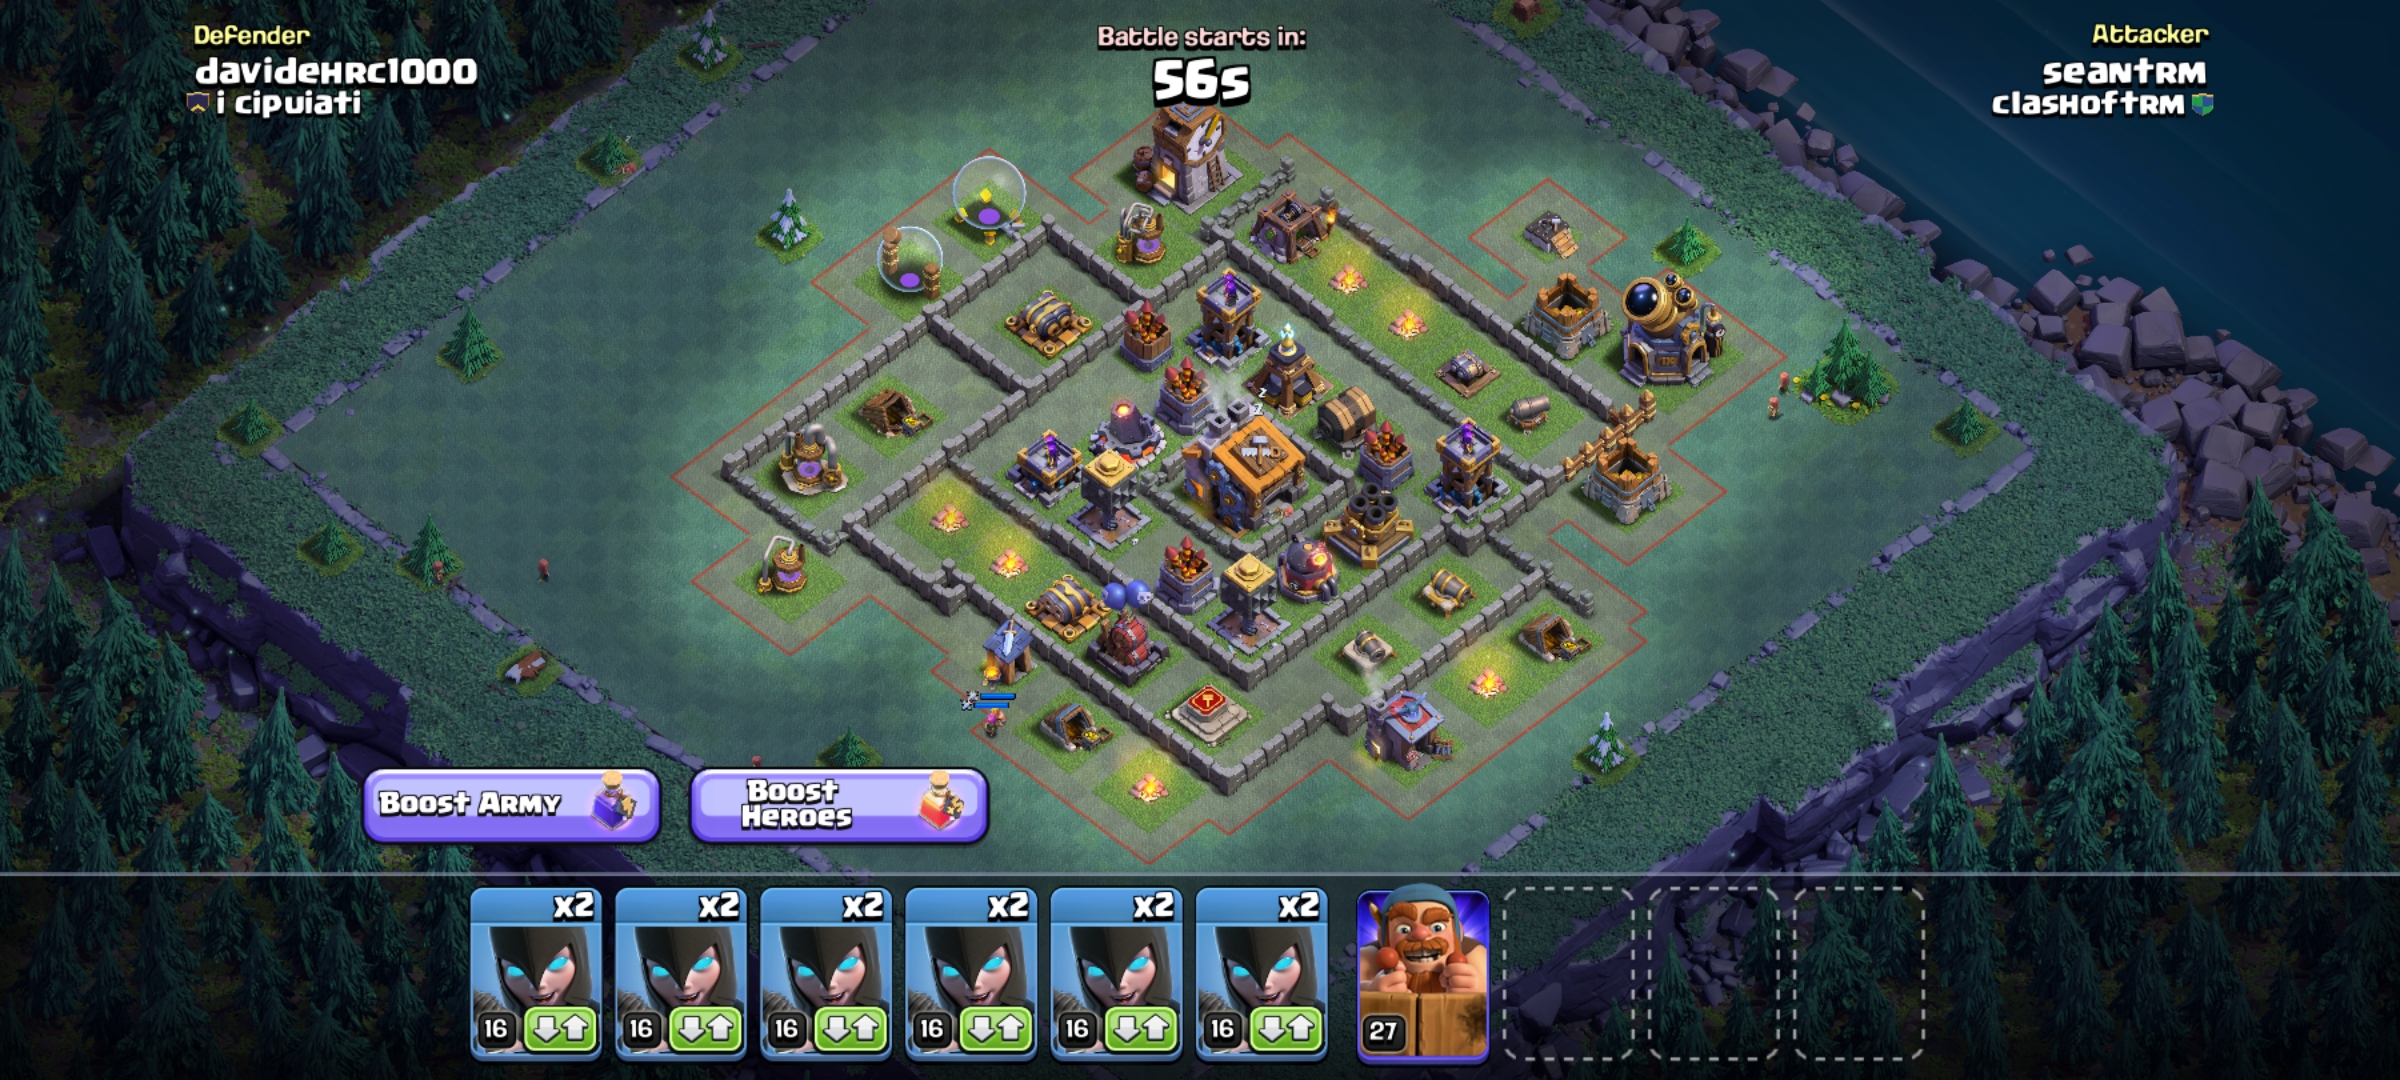 Defender
davidehrc1000
i cipuiati
Battle starts in:
56s
Attacker
seantRM
clashoftRM
z
z
Boost Army
Boost
Heroes
x2
x2
x2
x2
x2
x2
16
16
16
16
16
16
27